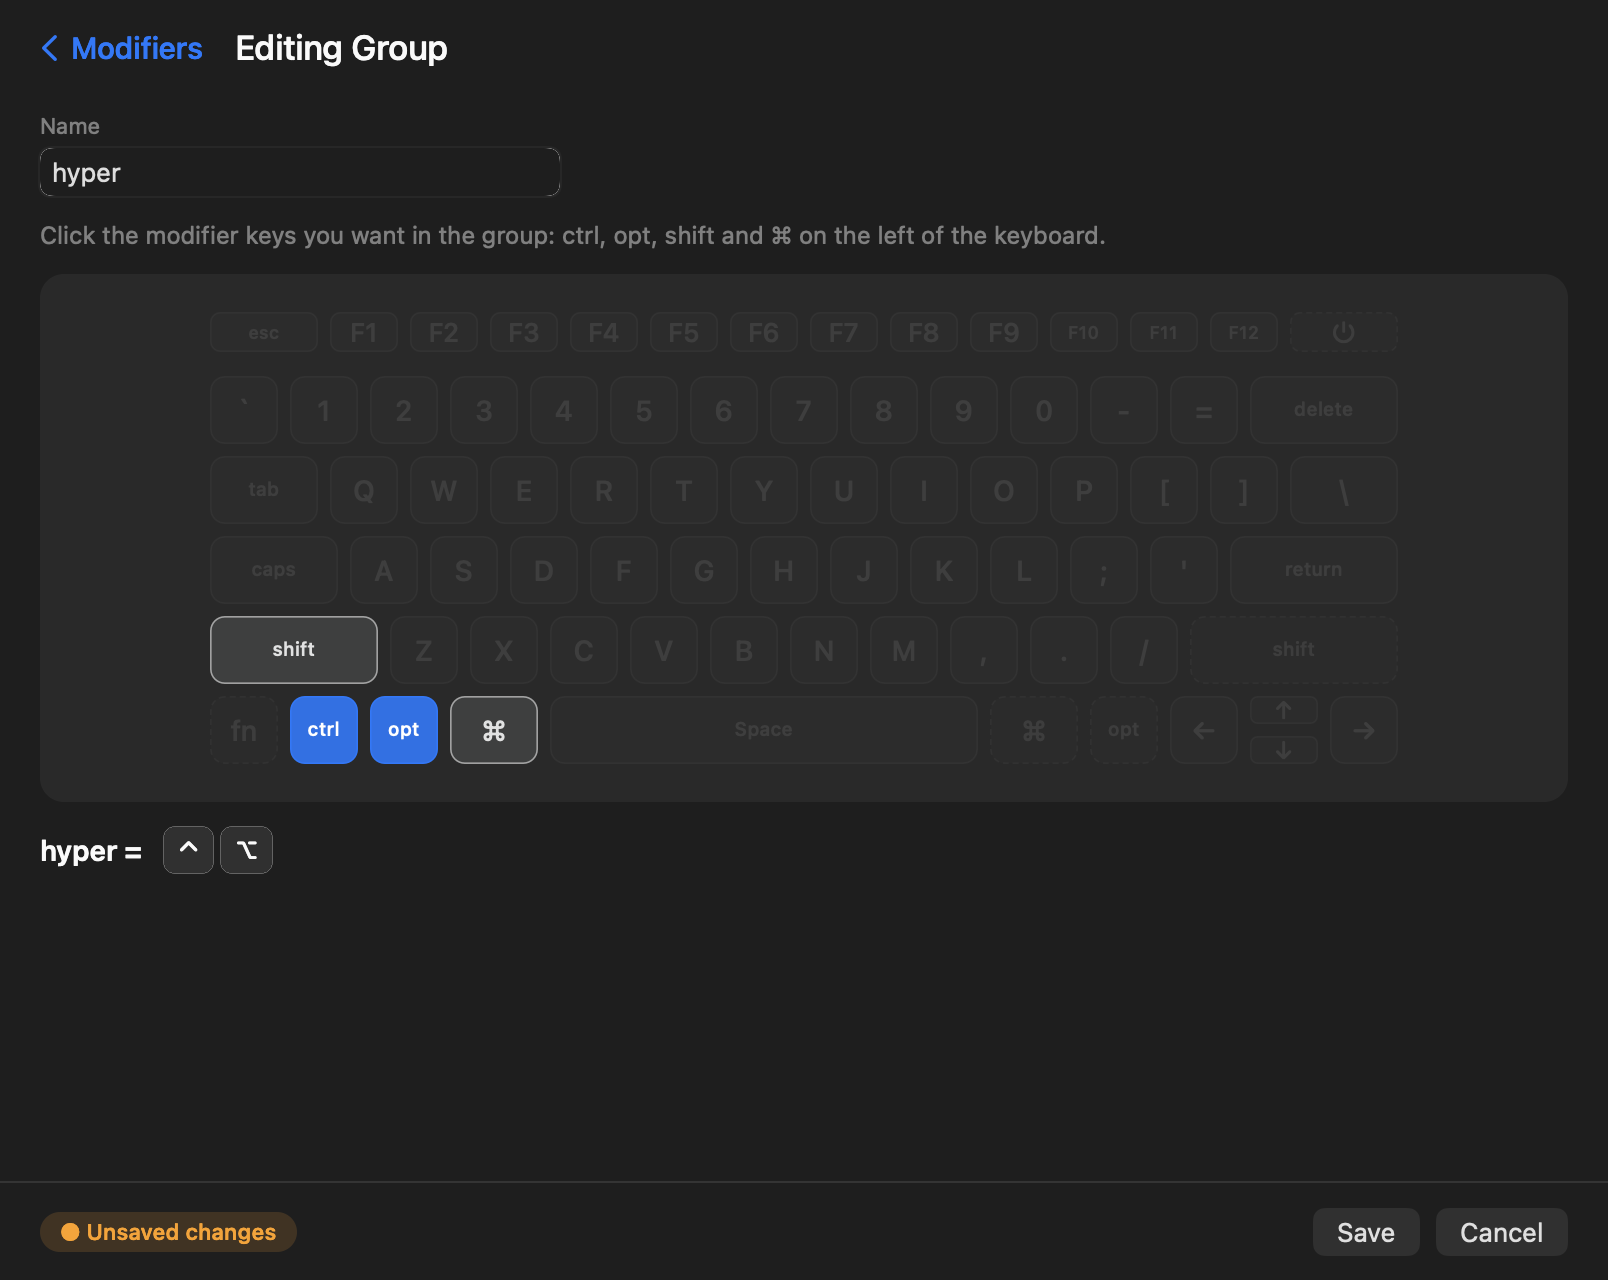 Modifiers Editing Group
Name
hyper
Click the modifier keys you want in the group: ctrl, opt, shift and ⌘ on the left of the keyboard.
esc F1 F2 F3 F4 F5 F6 F7 F8 F9 F10 F11 F12
` 1 2 3 4 5 6 7 8 9 0 - = delete
tab Q W E R T Y U I O P [ ] \
caps A S D F G H J K L ; ' return
shift Z X C V B N M , . / shift
fn ctrl opt ⌘ Space ⌘ opt ← ↑ ↓ →
hyper = ⌃ ⌥
Unsaved changes Save Cancel